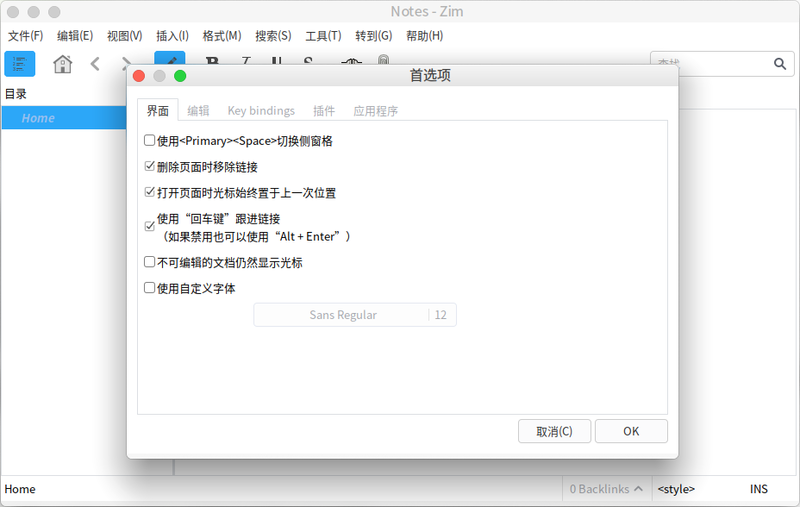 Notes - Zim
文件(F) 编辑(E) 视图(V) 插入(I) 格式(M) 搜索(S) 工具(T) 转到(G) 帮助(H)
查找
首选项
目录
界面 编辑 Key bindings 插件 应用程序
Home
使用<Primary><Space>切换侧窗格
删除页面时移除链接
打开页面时光标始终置于上一次位置
使用“回车键”跟进链接
（如果禁用也可以使用“Alt + Enter”）
不可编辑的文档仍然显示光标
使用自定义字体
Sans Regular 12
取消(C) OK
Home 0 Backlinks <style> INS